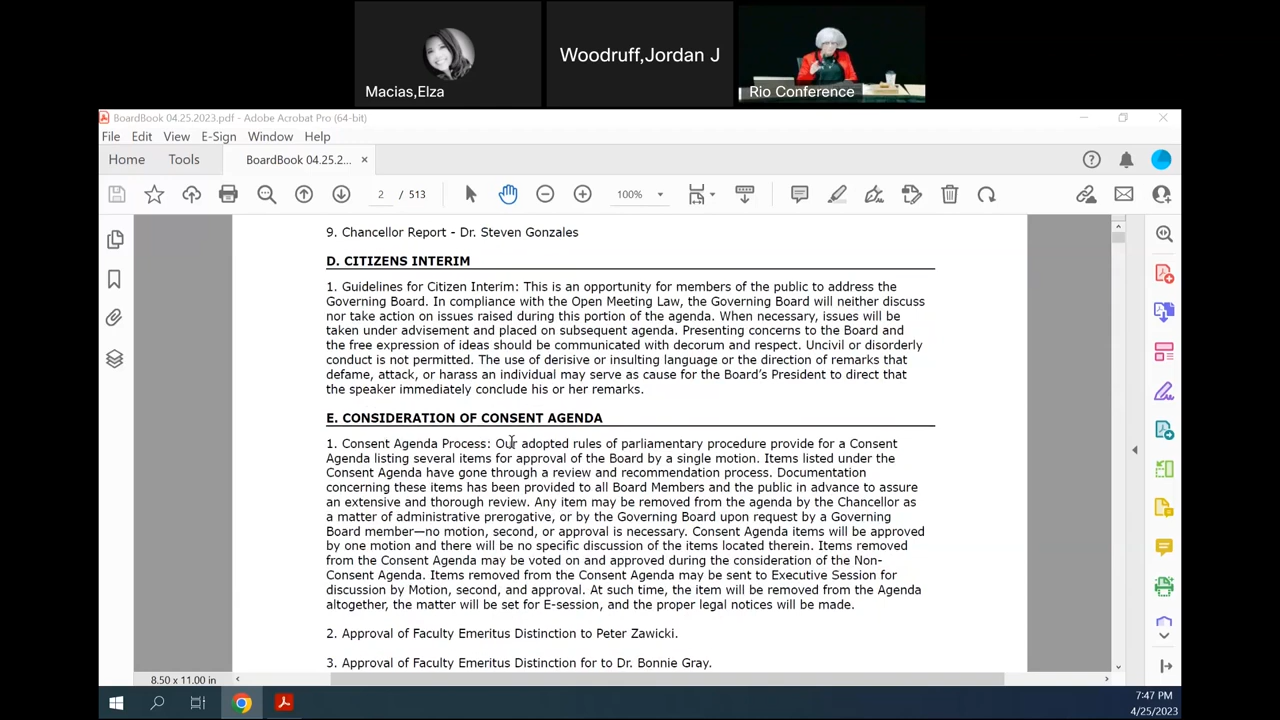 Macias,Elza
Woodruff,Jordan J
Rio Conference
BoardBook 04.25.2023.pdf - Adobe Acrobat Pro (64-bit)
File Edit View E-Sign Window Help
Home Tools BoardBook 04.25.2... ×
2 / 513 100%
9. Chancellor Report - Dr. Steven Gonzales
D. CITIZENS INTERIM
1. Guidelines for Citizen Interim: This is an opportunity for members of the public to address the
Governing Board. In compliance with the Open Meeting Law, the Governing Board will neither discuss
nor take action on issues raised during this portion of the agenda. When necessary, issues will be
taken under advisement and placed on subsequent agenda. Presenting concerns to the Board and
the free expression of ideas should be communicated with decorum and respect. Uncivil or disorderly
conduct is not permitted. The use of derisive or insulting language or the direction of remarks that
defame, attack, or harass an individual may serve as cause for the Board's President to direct that
the speaker immediately conclude his or her remarks.
E. CONSIDERATION OF CONSENT AGENDA
1. Consent Agenda Process: Our adopted rules of parliamentary procedure provide for a Consent
Agenda listing several items for approval of the Board by a single motion. Items listed under the
Consent Agenda have gone through a review and recommendation process. Documentation
concerning these items has been provided to all Board Members and the public in advance to assure
an extensive and thorough review. Any item may be removed from the agenda by the Chancellor as
a matter of administrative prerogative, or by the Governing Board upon request by a Governing
Board member—no motion, second, or approval is necessary. Consent Agenda items will be approved
by one motion and there will be no specific discussion of the items located therein. Items removed
from the Consent Agenda may be voted on and approved during the consideration of the Non-
Consent Agenda. Items removed from the Consent Agenda may be sent to Executive Session for
discussion by Motion, second, and approval. At such time, the item will be removed from the Agenda
altogether, the matter will be set for E-session, and the proper legal notices will be made.
2. Approval of Faculty Emeritus Distinction to Peter Zawicki.
3. Approval of Faculty Emeritus Distinction for to Dr. Bonnie Gray.
8.50 x 11.00 in
7:47 PM
4/25/2023